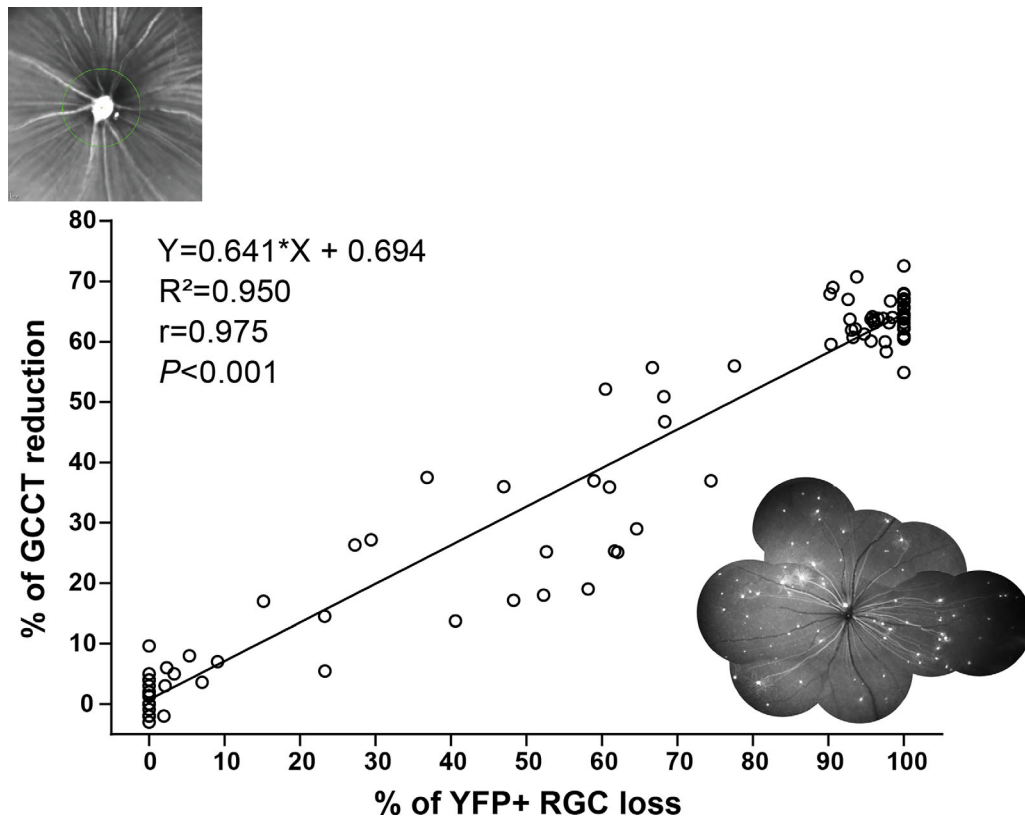 80
Y=0.641*X + 0.694
70
R²=0.950
r=0.975
60
P<0.001
50
40
30
20
10
0
% of GCCT reduction
0 10 20 30 40 50 60 70 80 90 100
% of YFP+ RGC loss